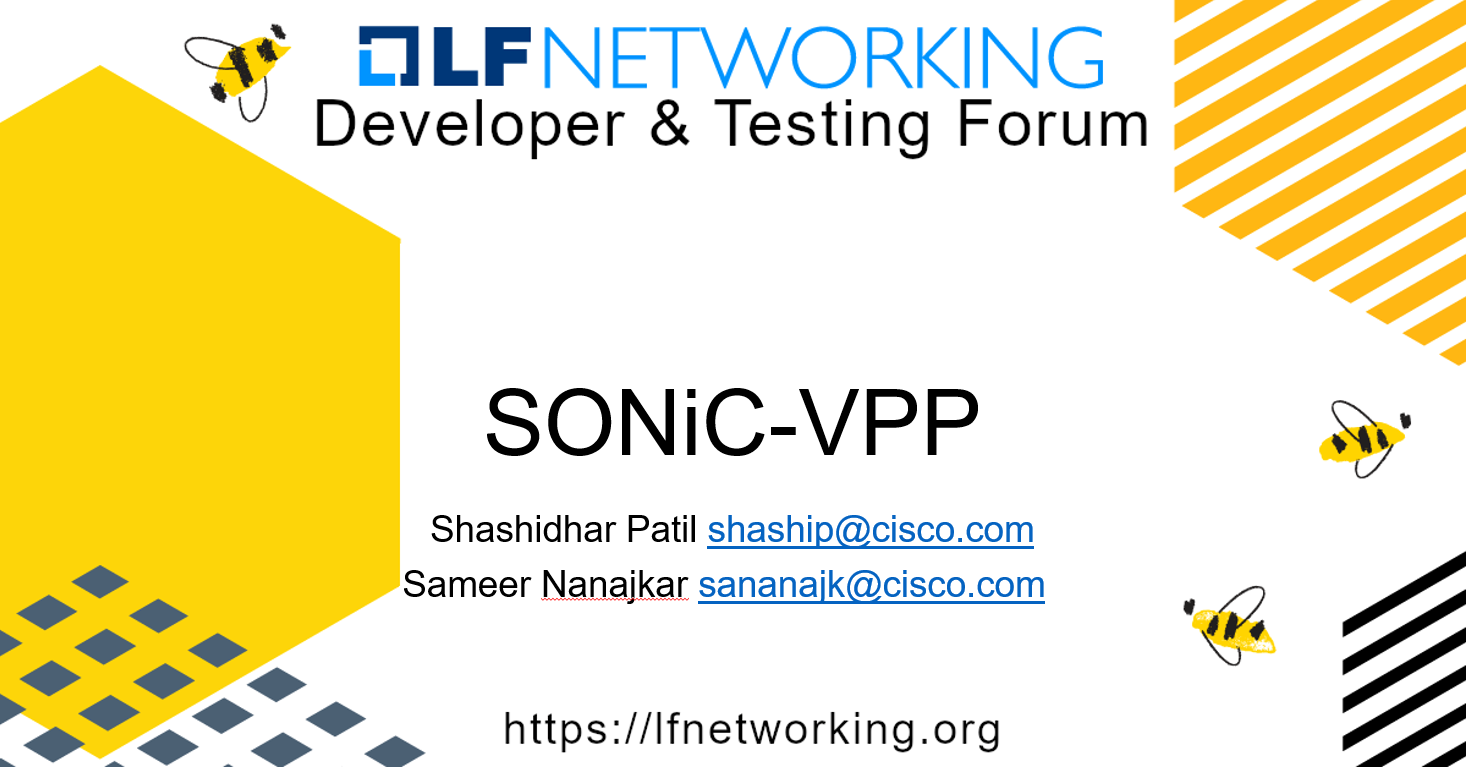 LFNETWORKING
Developer & Testing Forum
SONiC-VPP
Shashidhar Patil shaship@cisco.com
Sameer Nanajkar sananajk@cisco.com
https://lfnetworking.org